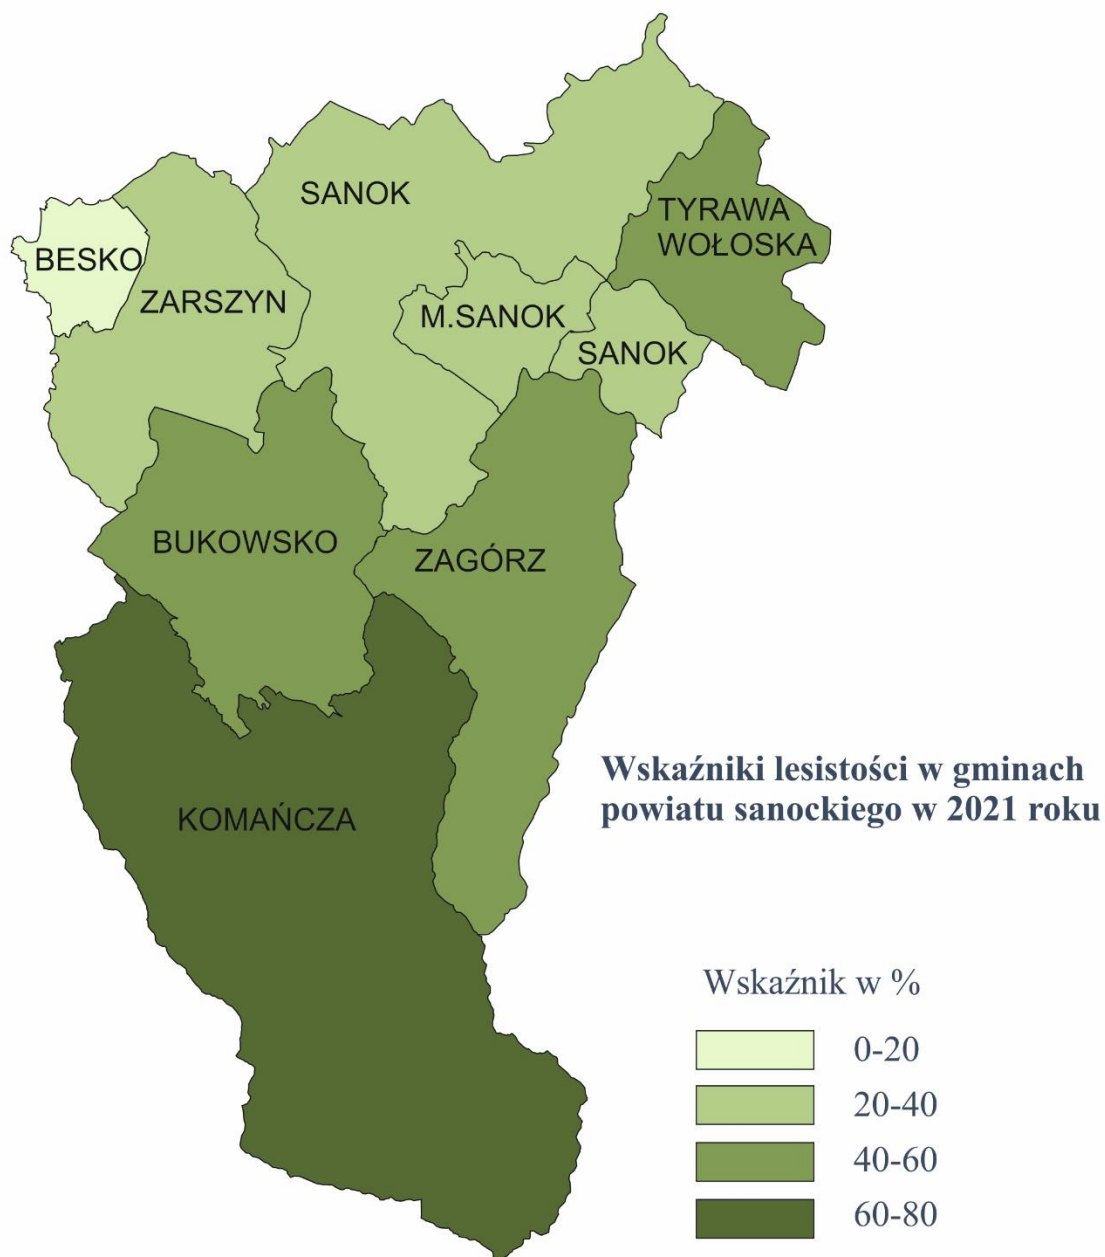 SANOK
TYRAWA
WOŁOSKA
BESKO
ZARSZYN
M.SANOK
SANOK
BUKOWSKO
ZAGÓRZ
KOMAŃCZA
Wskaźniki lesistości w gminach
powiatu sanockiego w 2021 roku
Wskaźnik w %
0-20
20-40
40-60
60-80